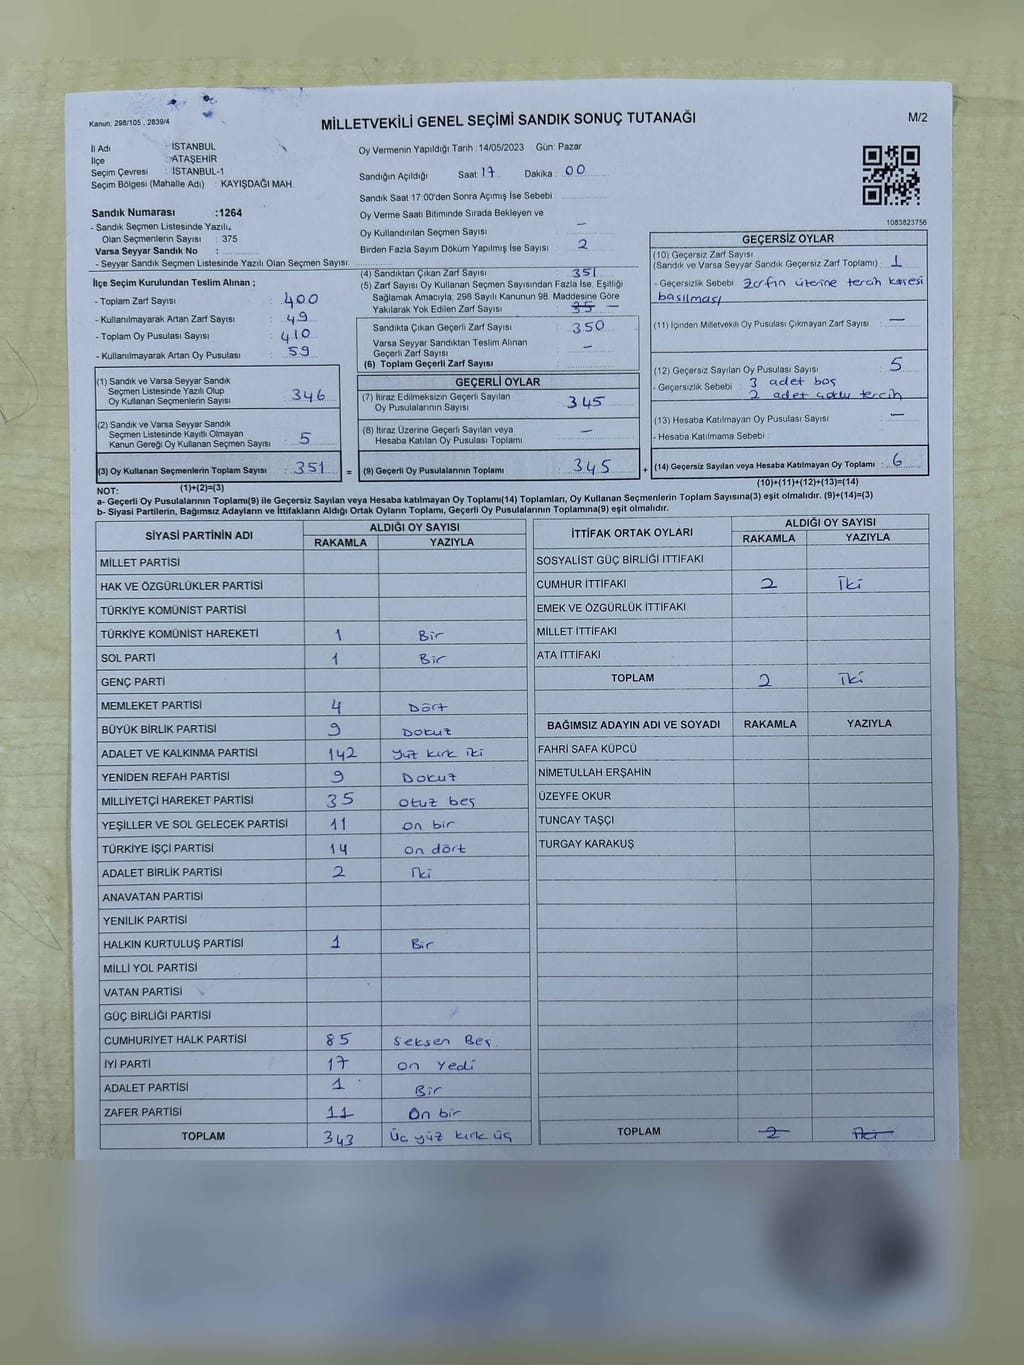 Kanun; 298/105 , 2839/4
MİLLETVEKİLİ GENEL SEÇİMİ SANDIK SONUÇ TUTANAĞI
M/2
İl Adı : İSTANBUL
İlçe : ATAŞEHİR
Seçim Çevresi : İSTANBUL-1
Seçim Bölgesi (Mahalle Adı) : KAYIŞDAĞI MAH.
Sandık Numarası :1264
- Sandık Seçmen Listesinde Yazılı
Olan Seçmenlerin Sayısı : 375
Varsa Seyyar Sandık No :
- Seyyar Sandık Seçmen Listesinde Yazılı Olan Seçmen Sayısı:
Oy Vermenin Yapıldığı Tarih :14/05/2023 Gün: Pazar
Sandığın Açıldığı Saat: 17 Dakika: 00
Sandık Saat 17:00'den Sonra Açımış İse Sebebi :
Oy Verme Saati Bitiminde Sırada Bekleyen ve
Oy Kullandırılan Seçmen Sayısı : —
Birden Fazla Sayım Döküm Yapılmış İse Sayısı : 2
1083823756
İlçe Seçim Kurulundan Teslim Alınan ;
- Toplam Zarf Sayısı : 400
- Kullanılmayarak Artan Zarf Sayısı : 49
- Toplam Oy Pusulası : 410
- Kullanılmayarak Artan Oy Pusulası : 59
(1) Sandık ve Varsa Seyyar Sandık
Seçmen Listesinde Yazılı Olup
Oy Kullanan Seçmenlerin Sayısı : 346
(2) Sandık ve Varsa Seyyar Sandık
Seçmen Listesinde Kayıtlı Olmayan
Kanun Gereği Oy Kullanan Seçmen Sayısı : 5
(3) Oy Kullanan Seçmenlerin Toplam Sayısı : 351 =
(1)+(2)=(3)
(4) Sandıktan Çıkan Zarf Sayısı : 351
(5) Zarf Sayısı Oy Kullanan Seçmen Sayısından Fazla İse, Eşitliği
Sağlamak Amacıyla, 298 Sayılı Kanunun 98. Maddesine Göre
Yakılarak Yok Edilen Zarf Sayısı : 35 —
Sandıkta Çıkan Geçerli Zarf Sayısı : 350
Varsa Seyyar Sandıktan Teslim Alınan
Geçerli Zarf Sayısı : —
(6) Toplam Geçerli Zarf Sayısı
GEÇERLİ OYLAR
(7) İtiraz Edilmeksizin Geçerli Sayılan
Oy Pusulalarının Sayısı : 345
(8) İtiraz Üzerine Geçerli Sayılan veya
Hesaba Katılan Oy Pusulası Toplamı : —
(9) Geçerli Oy Pusulalarının Toplamı : 345 +
GEÇERSİZ OYLAR
(10) Geçersiz Zarf Sayısı
(Sandık ve Varsa Seyyar Sandık Geçersiz Zarf Toplamı) : 1
- Geçersizlik Sebebi : Zarfın üzerine tercih kaşesi
basılması
(11) İçinden Milletvekili Oy Pusulası Çıkmayan Zarf Sayısı : —
(12) Geçersiz Sayılan Oy Pusulası Sayısı : 5
- Geçersizlik Sebebi : 3 adet boş
2 adet çoklu tercih
(13) Hesaba Katılmayan Oy Pusulası Sayısı : —
- Hesaba Katılmama Sebebi :
(14) Geçersiz Sayılan veya Hesaba Katılmayan Oy Toplamı : 6
(10)+(11)+(12)+(13)=(14)
NOT:
a- Geçerli Oy Pusulalarının Toplamı(9) ile Geçersiz Sayılan veya Hesaba katılmayan Oy Toplamı(14) Toplamları, Oy Kullanan Seçmenlerin Toplam Sayısına(3) eşit olmalıdır. (9)+(14)=(3)
b- Siyasi Partilerin, Bağımsız Adayların ve İttifakların Aldığı Ortak Oyların Toplamı, Geçerli Oy Pusulalarının Toplamına(9) eşit olmalıdır.
SİYASİ PARTİNİN ADI ALDIĞI OY SAYISI
RAKAMLA YAZIYLA
MİLLET PARTİSİ
HAK VE ÖZGÜRLÜKLER PARTİSİ
TÜRKİYE KOMÜNİST PARTİSİ
TÜRKİYE KOMÜNİST HAREKETİ 1 Bir
SOL PARTİ 1 Bir
GENÇ PARTİ
MEMLEKET PARTİSİ 4 Dört
BÜYÜK BİRLİK PARTİSİ 9 Dokuz
ADALET VE KALKINMA PARTİSİ 142 yüz kırk iki
YENİDEN REFAH PARTİSİ 9 Dokuz
MİLLİYETÇİ HAREKET PARTİSİ 35 otuz beş
YEŞİLLER VE SOL GELECEK PARTİSİ 11 on bir
TÜRKİYE İŞÇİ PARTİSİ 14 on dört
ADALET BİRLİK PARTİSİ 2 İki
ANAVATAN PARTİSİ
YENİLİK PARTİSİ
HALKIN KURTULUŞ PARTİSİ 1 Bir
MİLLİ YOL PARTİSİ
VATAN PARTİSİ
GÜÇ BİRLİĞİ PARTİSİ
CUMHURİYET HALK PARTİSİ 85 seksen Beş
İYİ PARTİ 17 on Yedi
ADALET PARTİSİ 1 Bir
ZAFER PARTİSİ 11 On bir
TOPLAM 343 Üç yüz kırk üç
İTTİFAK ORTAK OYLARI ALDIĞI OY SAYISI
RAKAMLA YAZIYLA
SOSYALİST GÜÇ BİRLİĞİ İTTİFAKI
CUMHUR İTTİFAKI 2 İki
EMEK VE ÖZGÜRLÜK İTTİFAKI
MİLLET İTTİFAKI
ATA İTTİFAKI
TOPLAM 2 İki
BAĞIMSIZ ADAYIN ADI VE SOYADI RAKAMLA YAZIYLA
FAHRİ SAFA KÜPCÜ
NİMETULLAH ERŞAHİN
ÜZEYFE OKUR
TUNCAY TAŞÇI
TURGAY KARAKUŞ
TOPLAM 2 İki